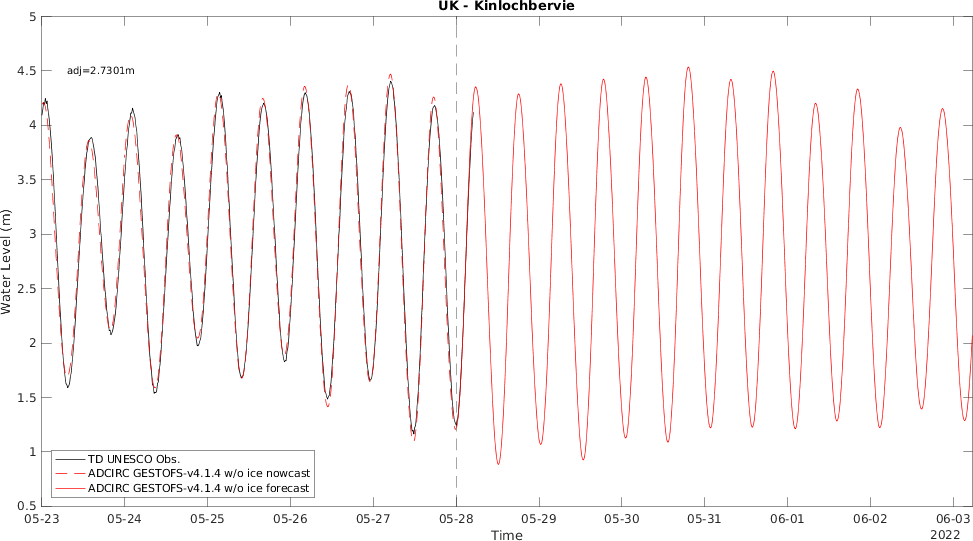 UK - Kinlochbervie
5
4.5
4
3.5
3
2.5
2
1.5
1
0.5
Water Level (m)
adj=2.7301m
TD UNESCO Obs.
ADCIRC GESTOFS-v4.1.4 w/o ice nowcast
ADCIRC GESTOFS-v4.1.4 w/o ice forecast
05-23 05-24 05-25 05-26 05-27 05-28 05-29 05-30 05-31 06-01 06-02 06-03
Time
2022